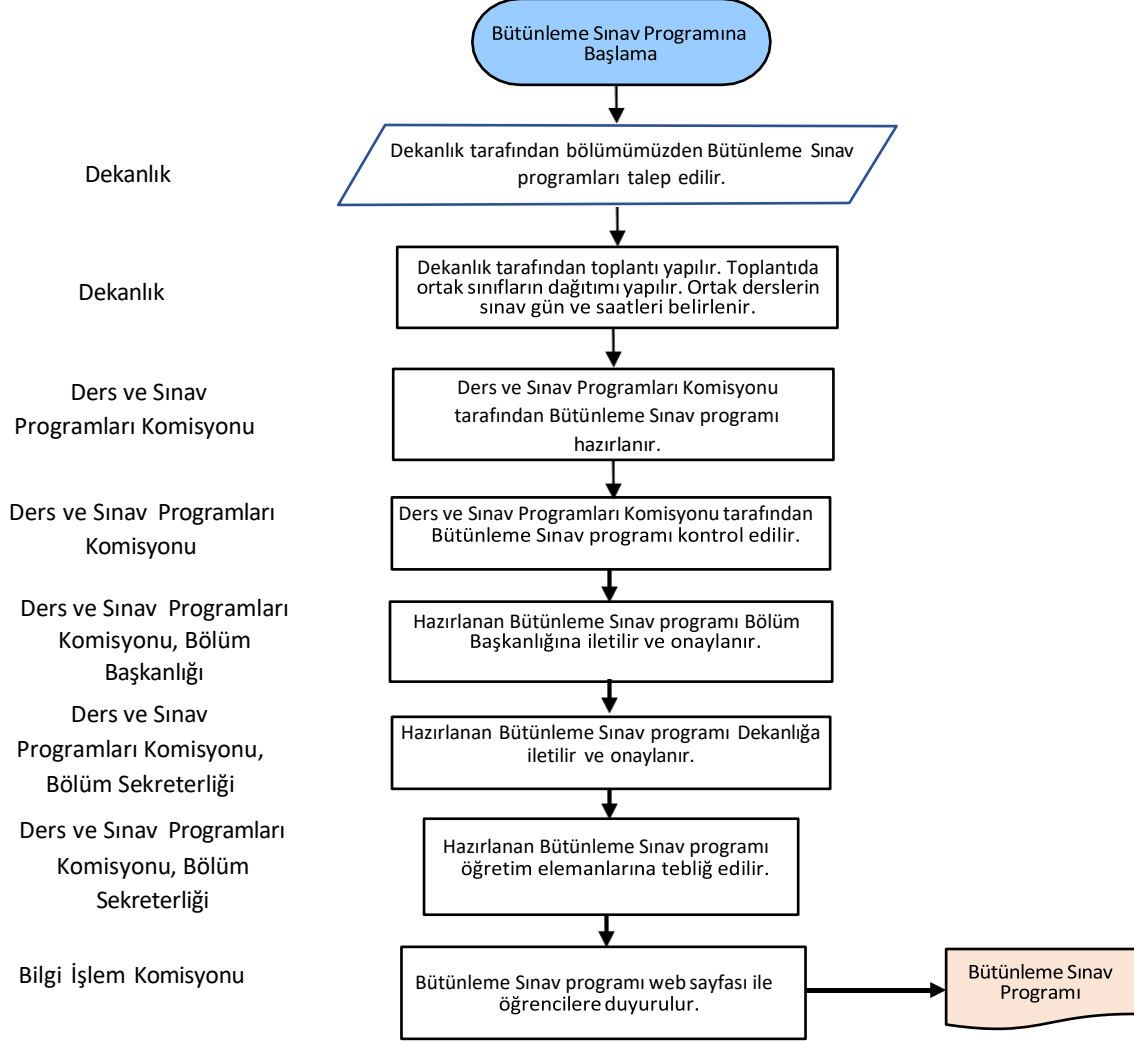 Bütünleme Sınav Programına
Başlama
Dekanlık
Dekanlık tarafından bölümümüzden Bütünleme Sınav
programları talep edilir.
Dekanlık
Dekanlık tarafından toplantı yapılır. Toplantıda
ortak sınıfların dağıtımı yapılır. Ortak derslerin
sınav gün ve saatleri belirlenir.
Ders ve Sınav
Programları Komisyonu
Ders ve Sınav Programları Komisyonu
tarafından Bütünleme Sınav programı
hazırlanır.
Ders ve Sınav Programları
Komisyonu
Ders ve Sınav Programları Komisyonu tarafından
Bütünleme Sınav programı kontrol edilir.
Ders ve Sınav Programları
Komisyonu, Bölüm
Başkanlığı
Hazırlanan Bütünleme Sınav programı Bölüm
Başkanlığına iletilir ve onaylanır.
Ders ve Sınav
Programları Komisyonu,
Bölüm Sekreterliği
Hazırlanan Bütünleme Sınav programı Dekanlığa
iletilir ve onaylanır.
Ders ve Sınav Programları
Komisyonu, Bölüm
Sekreterliği
Hazırlanan Bütünleme Sınav programı
öğretim elemanlarına tebliğ edilir.
Bilgi İşlem Komisyonu
Bütünleme Sınav programı web sayfası ile
öğrencilere duyurulur.
Bütünleme Sınav
Programı